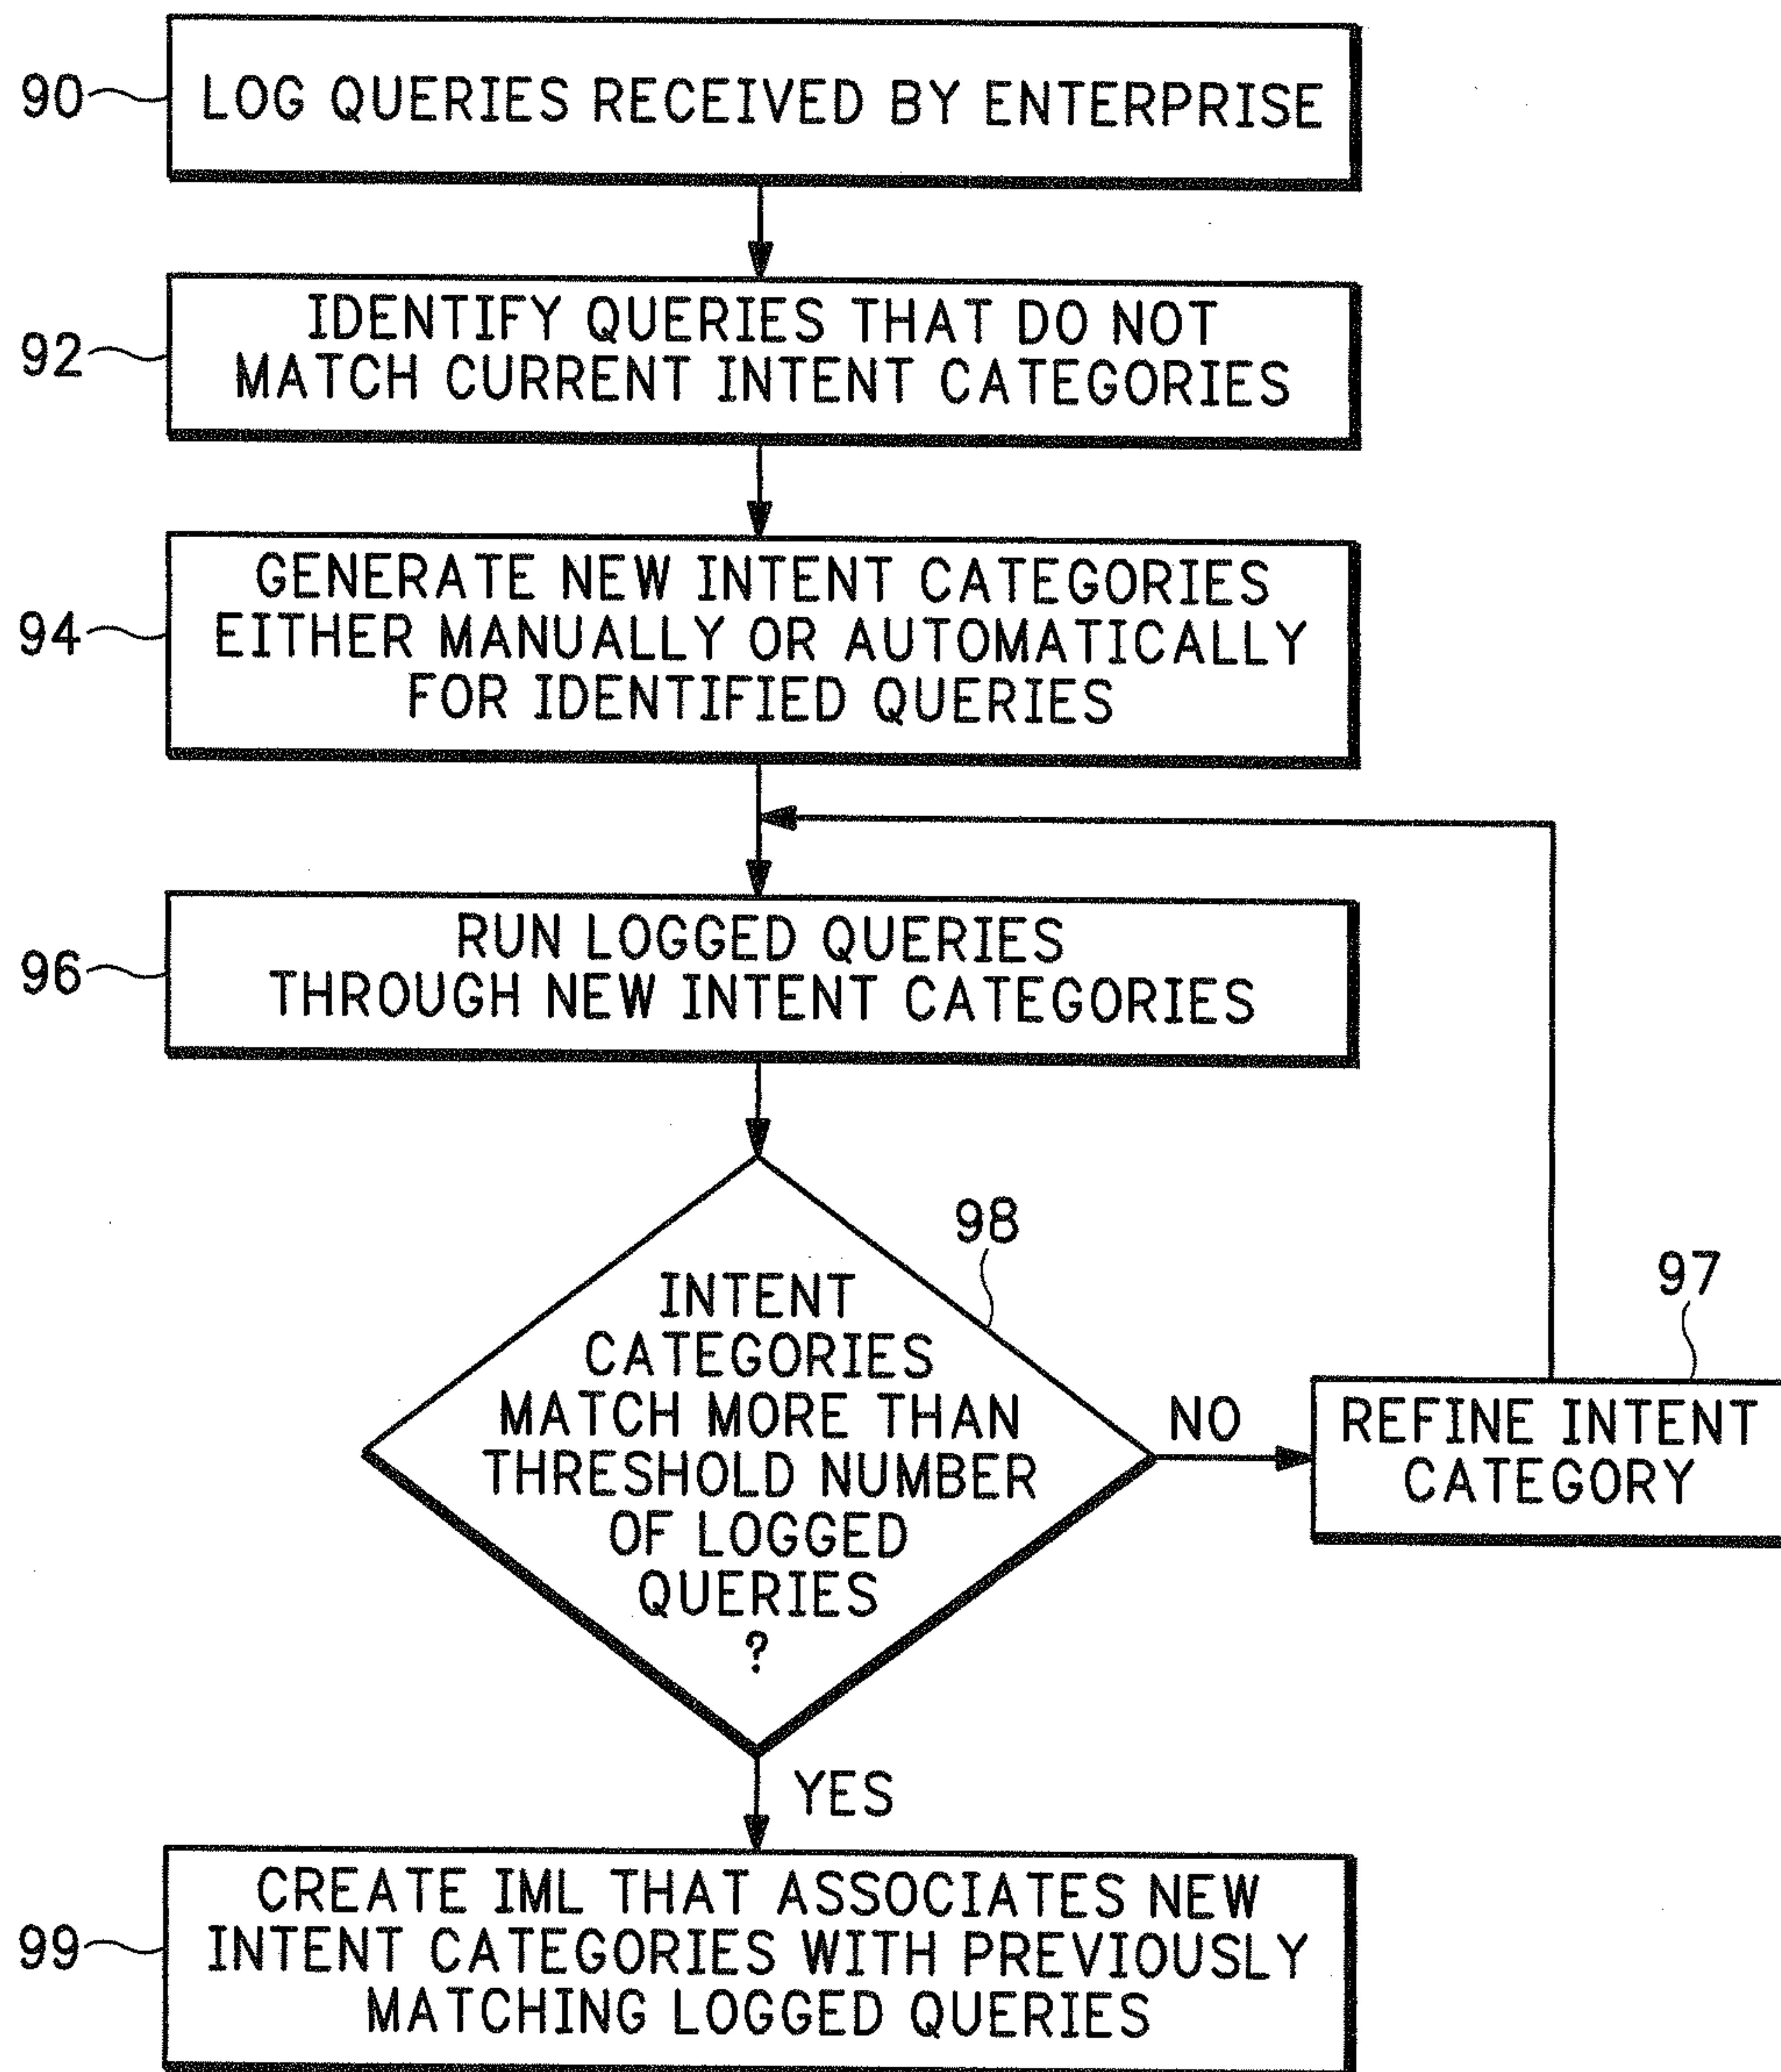 90
LOG QUERIES RECEIVED BY ENTERPRISE
92
IDENTIFY QUERIES THAT DO NOT
MATCH CURRENT INTENT CATEGORIES
94
GENERATE NEW INTENT CATEGORIES
EITHER MANUALLY OR AUTOMATICALLY
FOR IDENTIFIED QUERIES
96
RUN LOGGED QUERIES
THROUGH NEW INTENT CATEGORIES
98
INTENT
CATEGORIES
MATCH MORE THAN
THRESHOLD NUMBER
OF LOGGED
QUERIES
?
NO
97
REFINE INTENT
CATEGORY
YES
99
CREATE IML THAT ASSOCIATES NEW
INTENT CATEGORIES WITH PREVIOUSLY
MATCHING LOGGED QUERIES